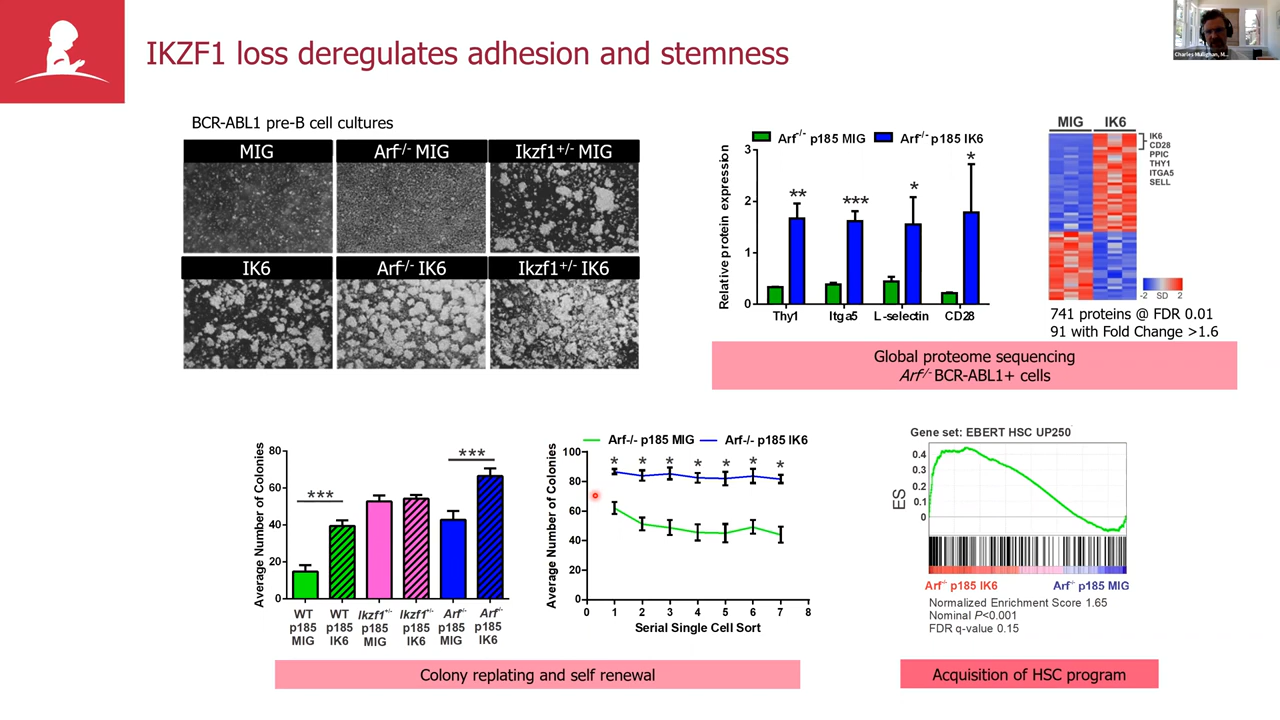 IKZF1 loss deregulates adhesion and stemness
Charles Mullighan, M...
BCR-ABL1 pre-B cell cultures
MIG
Arf-/- MIG
Ikzf1+/- MIG
IK6
Arf-/- IK6
Ikzf1+/- IK6
Arf-/- p185 MIG
Arf-/- p185 IK6
Relative protein expression
3
2
1
0
**
***
*
*
Thy1
Itga5
L-selectin
CD28
MIG
IK6
IK6
CD28
PPIC
THY1
ITGA5
SELL
-2 SD 2
741 proteins @ FDR 0.01
91 with Fold Change >1.6
Global proteome sequencing
Arf-/- BCR-ABL1+ cells
Average Number of Colonies
80
60
40
20
0
***
***
WT p185 MIG
WT p185 IK6
Ikzf1+/- p185 MIG
Ikzf1+/- p185 IK6
Arf-/- p185 MIG
Arf-/- p185 IK6
Arf-/- p185 MIG
Arf-/- p185 IK6
Average Number of Colonies
100
80
60
40
20
0
* * * * * * *
0 1 2 3 4 5 6 7 8
Serial Single Cell Sort
Colony replating and self renewal
Gene set: EBERT HSC UP250
ES
0.4
0.3
0.2
0.1
0
Arf-/- p185 IK6
Arf-/- p185 MIG
Normalized Enrichment Score 1.65
Nominal P<0.001
FDR q-value 0.15
Acquisition of HSC program